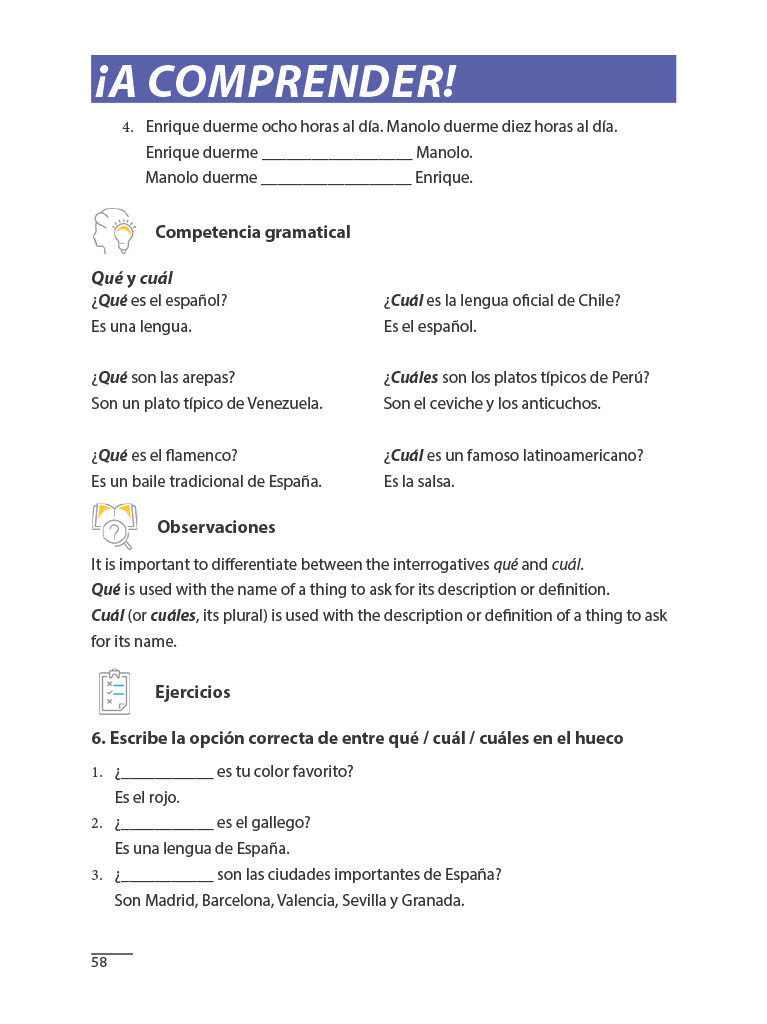 ¡A COMPRENDER!
4. Enrique duerme ocho horas al día. Manolo duerme diez horas al día.
Enrique duerme __________________ Manolo.
Manolo duerme __________________ Enrique.
Competencia gramatical
Qué y cuál
¿Qué es el español?
Es una lengua.
¿Qué son las arepas?
Son un plato típico de Venezuela.
¿Qué es el flamenco?
Es un baile tradicional de España.
¿Cuál es la lengua oficial de Chile?
Es el español.
¿Cuáles son los platos típicos de Perú?
Son el ceviche y los anticuchos.
¿Cuál es un famoso latinoamericano?
Es la salsa.
Observaciones
It is important to differentiate between the interrogatives qué and cuál.
Qué is used with the name of a thing to ask for its description or definition.
Cuál (or cuáles, its plural) is used with the description or definition of a thing to ask
for its name.
Ejercicios
6. Escribe la opción correcta de entre qué / cuál / cuáles en el hueco
1. ¿___________ es tu color favorito?
Es el rojo.
2. ¿___________ es el gallego?
Es una lengua de España.
3. ¿___________ son las ciudades importantes de España?
Son Madrid, Barcelona, Valencia, Sevilla y Granada.
58